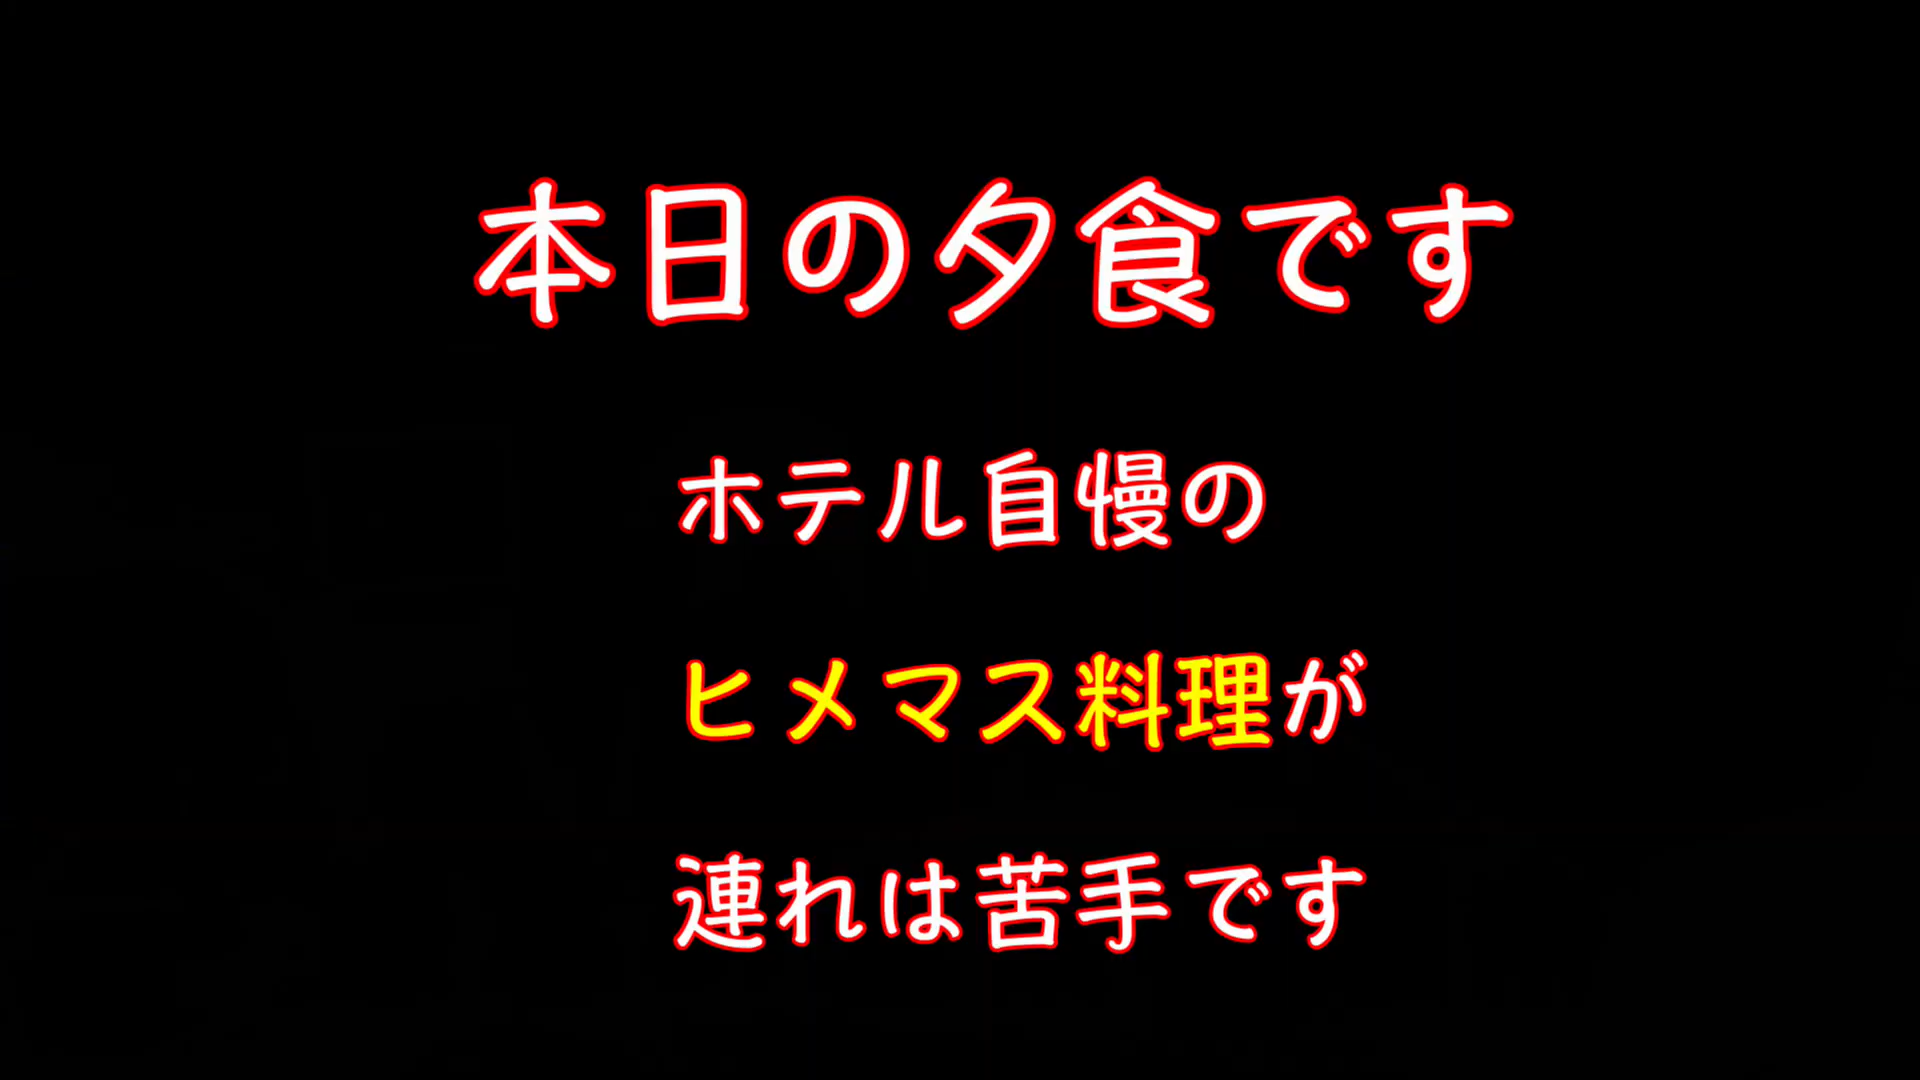 本日の夕食です
ホテル自慢の
ヒメマス料理が
連れは苦手です